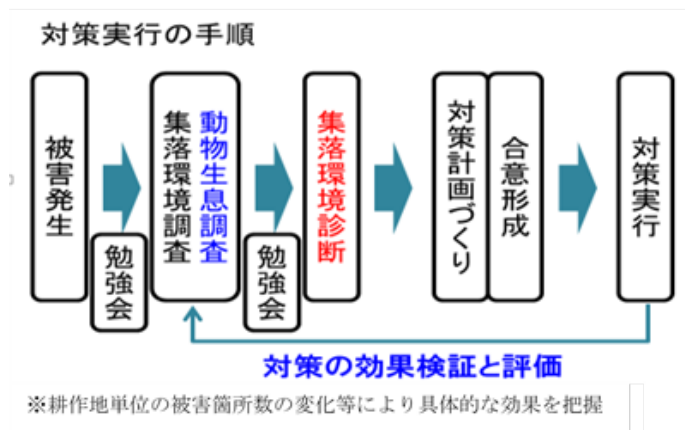 対策実行の手順
被害発生
勉強会
動物生息調査
集落環境調査
勉強会
集落環境診断
対策計画づくり
合意形成
対策実行
対策の効果検証と評価
※耕作地単位の被害箇所数の変化等により具体的な効果を把握